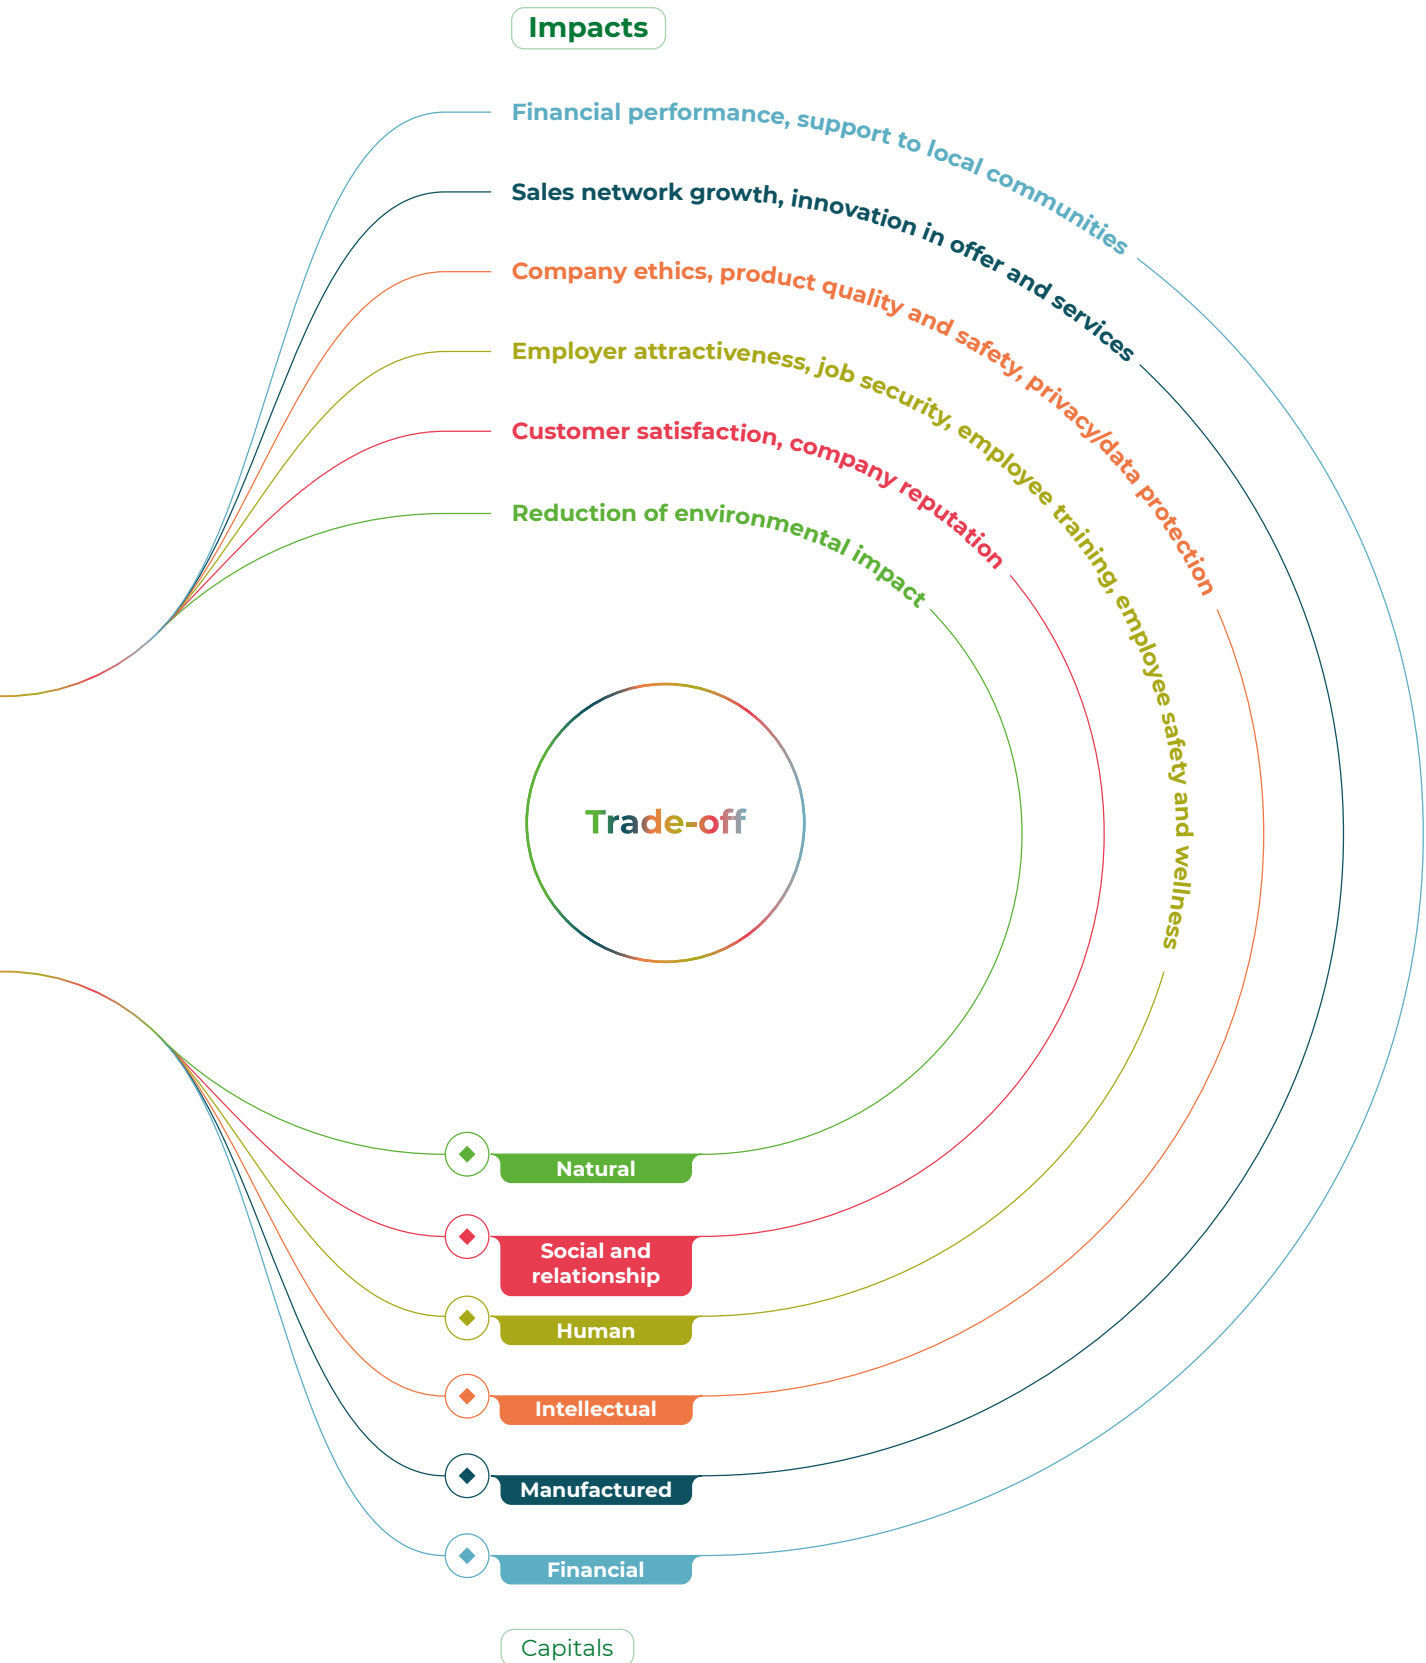 Impacts
Financial performance, support to local communities
Sales network growth, innovation in offer and services
Company ethics, product quality and safety, privacy/data protection
Employer attractiveness, job security, employee training, employee safety and wellness
Customer satisfaction, company reputation
Reduction of environmental impact
Trade-off
Natural
Social and
relationship
Human
Intellectual
Manufactured
Financial
Capitals